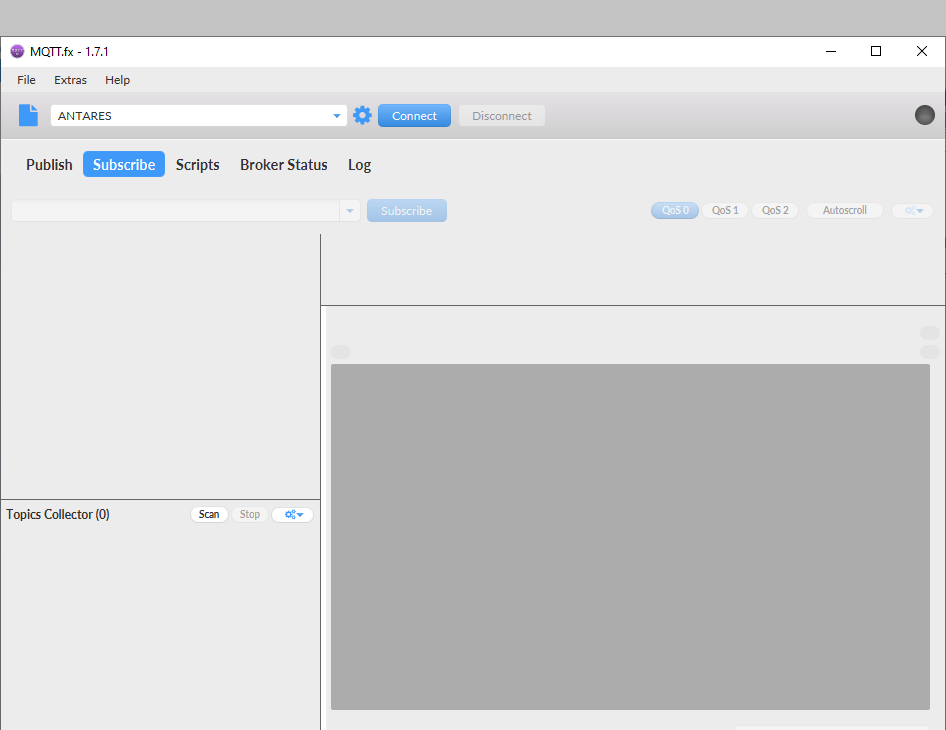 MQTT.fx - 1.7.1
File Extras Help
ANTARES Connect Disconnect
Publish Subscribe Scripts Broker Status Log
Subscribe QoS 0 QoS 1 QoS 2 Autoscroll
Topics Collector (0) Scan Stop